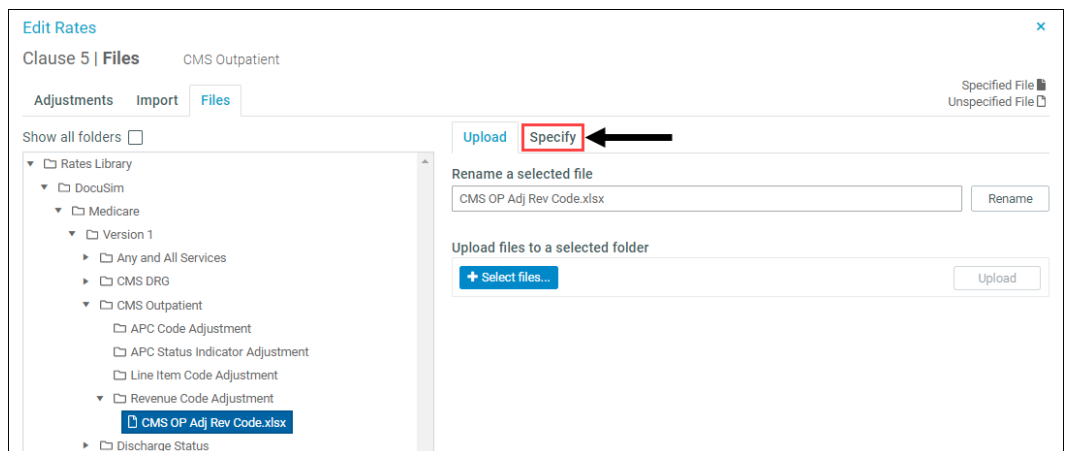 Edit Rates
×
Clause 5 | Files CMS Outpatient
Specified File
Unspecified File
Adjustments Import Files
Show all folders
Rates Library
DocuSim
Medicare
Version 1
Any and All Services
CMS DRG
CMS Outpatient
APC Code Adjustment
APC Status Indicator Adjustment
Line Item Code Adjustment
Revenue Code Adjustment
CMS OP Adj Rev Code.xlsx
Discharge Status
Upload Specify
Rename a selected file
CMS OP Adj Rev Code.xlsx Rename
Upload files to a selected folder
+ Select files... Upload